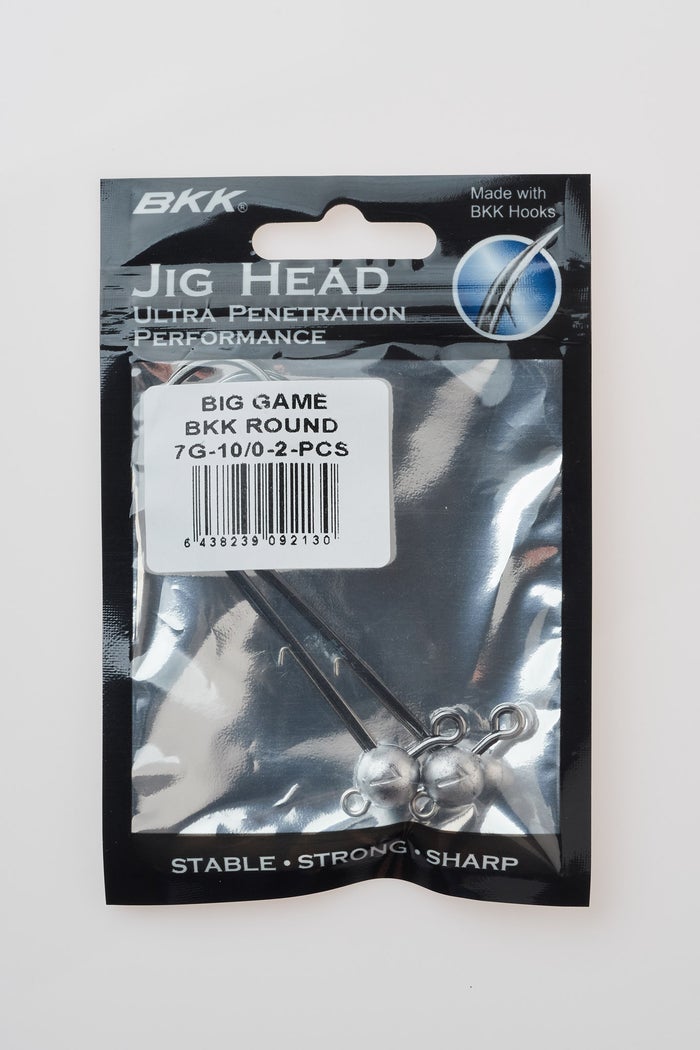 BKK®
Made with
BKK Hooks
JIG HEAD
ULTRA PENETRATION
PERFORMANCE
BIG GAME
BKK ROUND
7G-10/0-2-PCS
6 438239 092130
STABLE • STRONG • SHARP